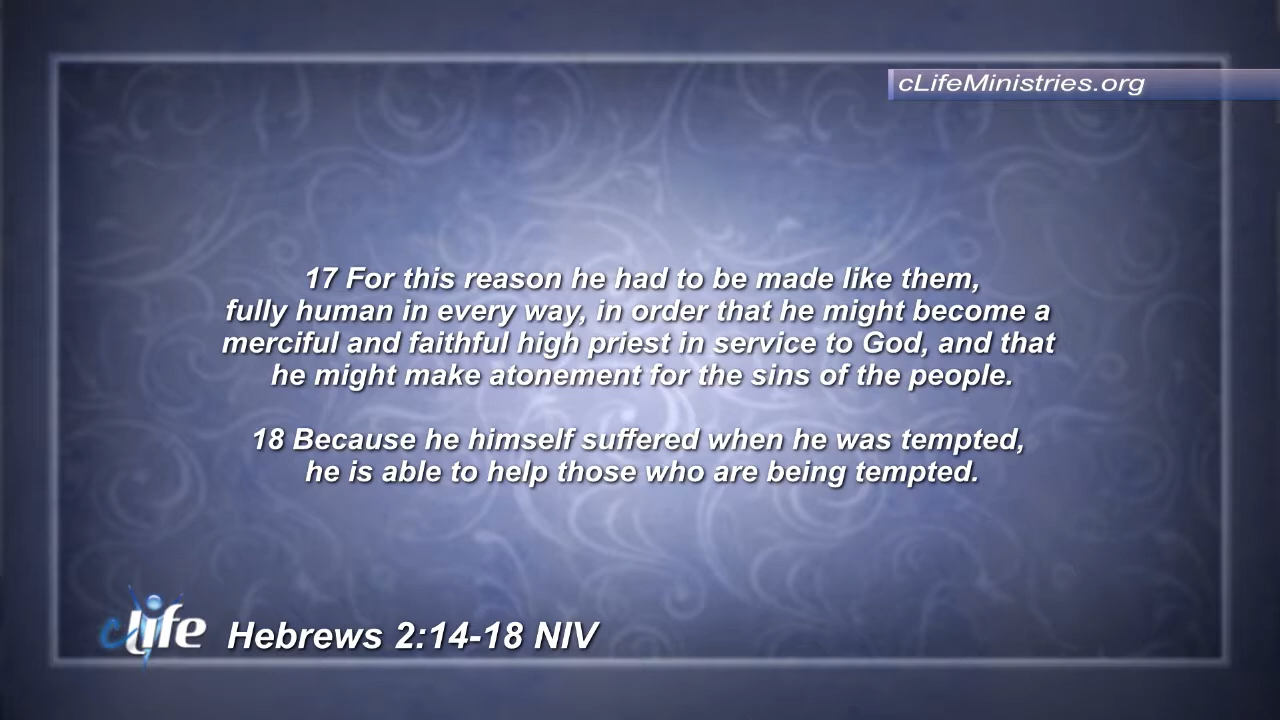 cLifeMinistries.org
17 For this reason he had to be made like them,
fully human in every way, in order that he might become a
merciful and faithful high priest in service to God, and that
he might make atonement for the sins of the people.
18 Because he himself suffered when he was tempted,
he is able to help those who are being tempted.
cLife
Hebrews 2:14-18 NIV